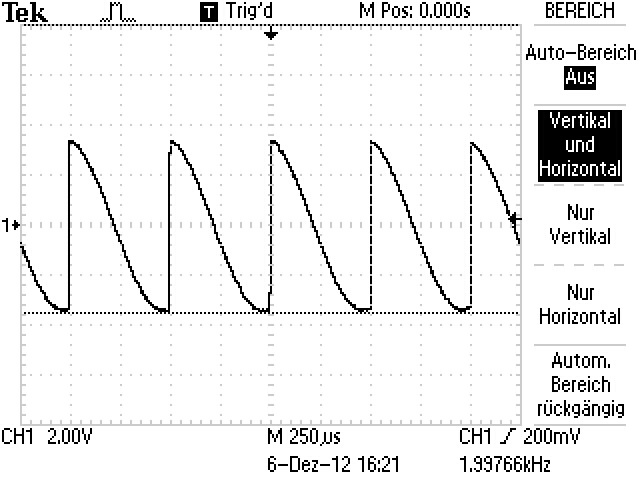 Tek T Trig'd M Pos: 0.000s BEREICH
Auto-Bereich
Aus
Vertikal
und
Horizontal
1
Nur
Vertikal
Nur
Horizontal
Autom.
Bereich
rückgängig
CH1 2.00V M 250µs CH1 200mV
6-Dez-12 16:21 1.99766kHz